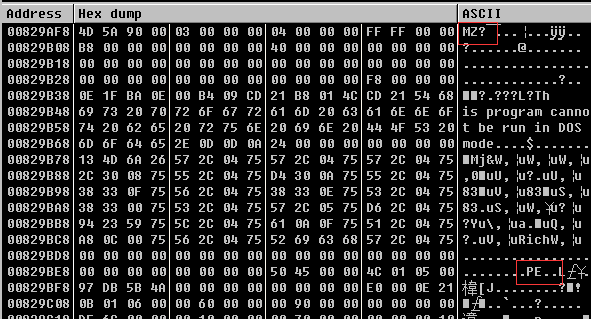 Address Hex dump ASCII
00829AF8 4D 5A 90 00 03 00 00 00 04 00 00 00 FF FF 00 00 MZ?
00829B08 B8 00 00 00 00 00 00 00 40 00 00 00 00 00 00 00 ?.......@.......
00829B18 00 00 00 00 00 00 00 00 00 00 00 00 00 00 00 00 ................
00829B28 00 00 00 00 00 00 00 00 00 00 00 00 F8 00 00 00 ............?...
00829B38 0E 1F BA 0E 00 B4 09 CD 21 B8 01 4C CD 21 54 68 ?.???L?Th
00829B48 69 73 20 70 72 6F 67 72 61 6D 20 63 61 6E 6E 6F is program canno
00829B58 74 20 62 65 20 72 75 6E 20 69 6E 20 44 4F 53 20 t be run in DOS
00829B68 6D 6F 64 65 2E 0D 0D 0A 24 00 00 00 00 00 00 00 mode....$.......
00829B78 13 4D 6A 26 57 2C 04 75 57 2C 04 75 57 2C 04 75 Mj&W, uW, uW,
00829B88 2C 30 08 75 55 2C 04 75 D4 30 0A 75 55 2C 04 75 ,0 uU, u?.uU,
00829B98 38 33 0F 75 56 2C 04 75 38 33 0E 75 53 2C 04 75 83 uV, u83 uS,
00829BA8 38 33 00 75 53 2C 04 75 57 2C 05 75 D6 2C 04 75 83.uS, uW, u?
00829BB8 94 23 59 75 5C 2C 04 75 61 0A 0F 75 51 2C 04 75 ?Yu\, ua. uQ,
00829BC8 A8 0C 00 75 56 2C 04 75 52 69 63 68 57 2C 04 75 ?.uV, uRichW,
00829BD8 00 00 00 00 00 00 00 00 00 00 00 00 00 00 00 00 ................
00829BE8 00 00 00 00 00 00 00 00 50 45 00 00 4C 01 05 00 ........PE..L
00829BF8 97 DB 5B 4A 00 00 00 00 00 00 00 00 E0 00 0E 21 [J
00829C08 0B 01 06 00 00 60 00 00 00 90 00 00 00 00 00 00